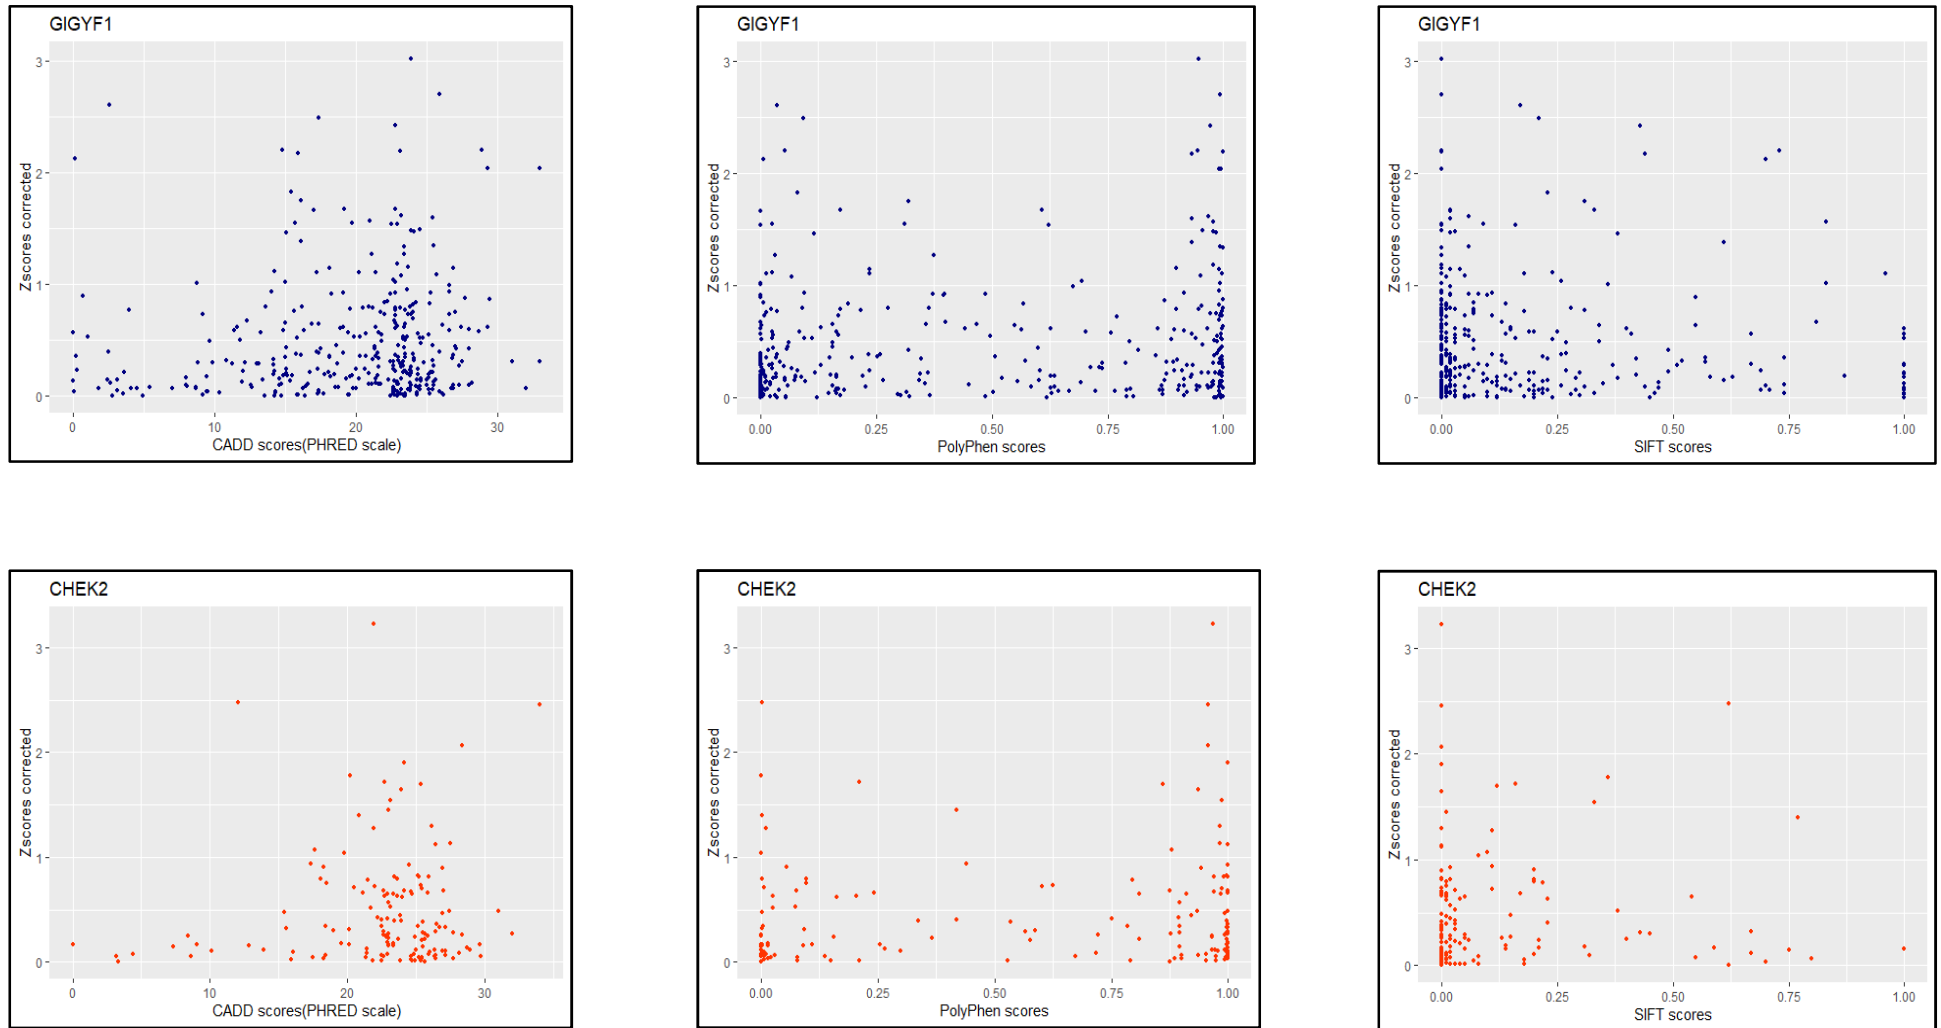 GIGYF1
Zscores corrected
3
2
1
0
0 10 20 30
CADD scores(PHRED scale)
GIGYF1
Zscores corrected
3
2
1
0
0.00 0.25 0.50 0.75 1.00
PolyPhen scores
GIGYF1
Zscores corrected
3
2
1
0
0.00 0.25 0.50 0.75 1.00
SIFT scores
CHEK2
Zscores corrected
3
2
1
0
0 10 20 30
CADD scores(PHRED scale)
CHEK2
Zscores corrected
3
2
1
0
0.00 0.25 0.50 0.75 1.00
PolyPhen scores
CHEK2
Zscores corrected
3
2
1
0
0.00 0.25 0.50 0.75 1.00
SIFT scores